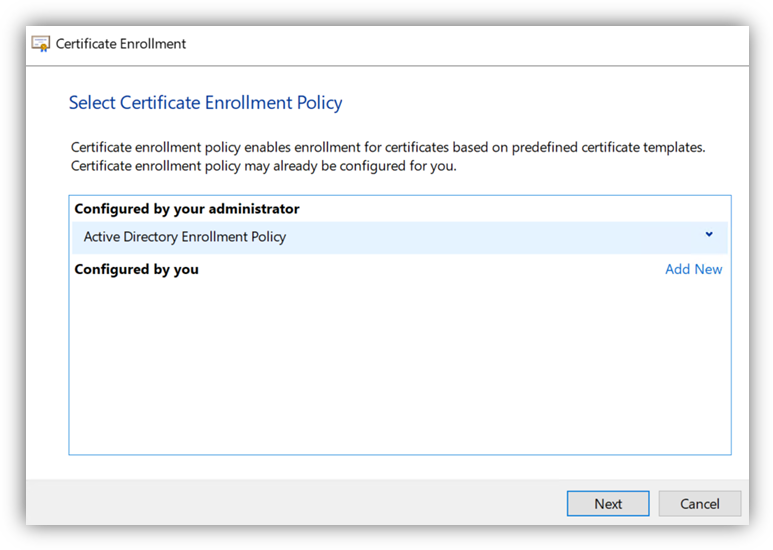 Certificate Enrollment
Select Certificate Enrollment Policy
Certificate enrollment policy enables enrollment for certificates based on predefined certificate templates.
Certificate enrollment policy may already be configured for you.
Configured by your administrator
Active Directory Enrollment Policy
Configured by you Add New
Next Cancel